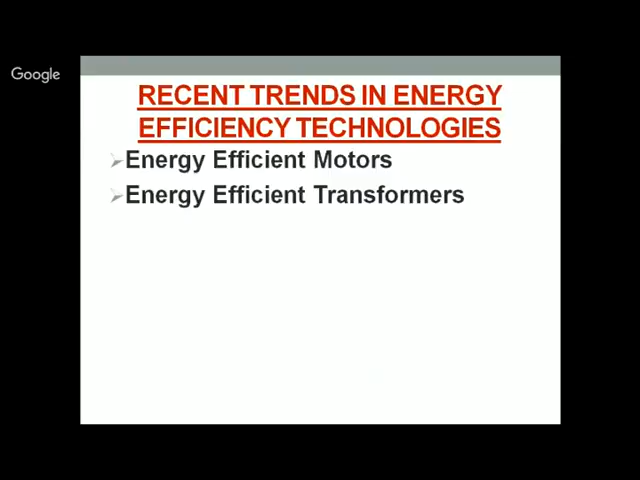 Google
RECENT TRENDS IN ENERGY
EFFICIENCY TECHNOLOGIES
Energy Efficient Motors
Energy Efficient Transformers